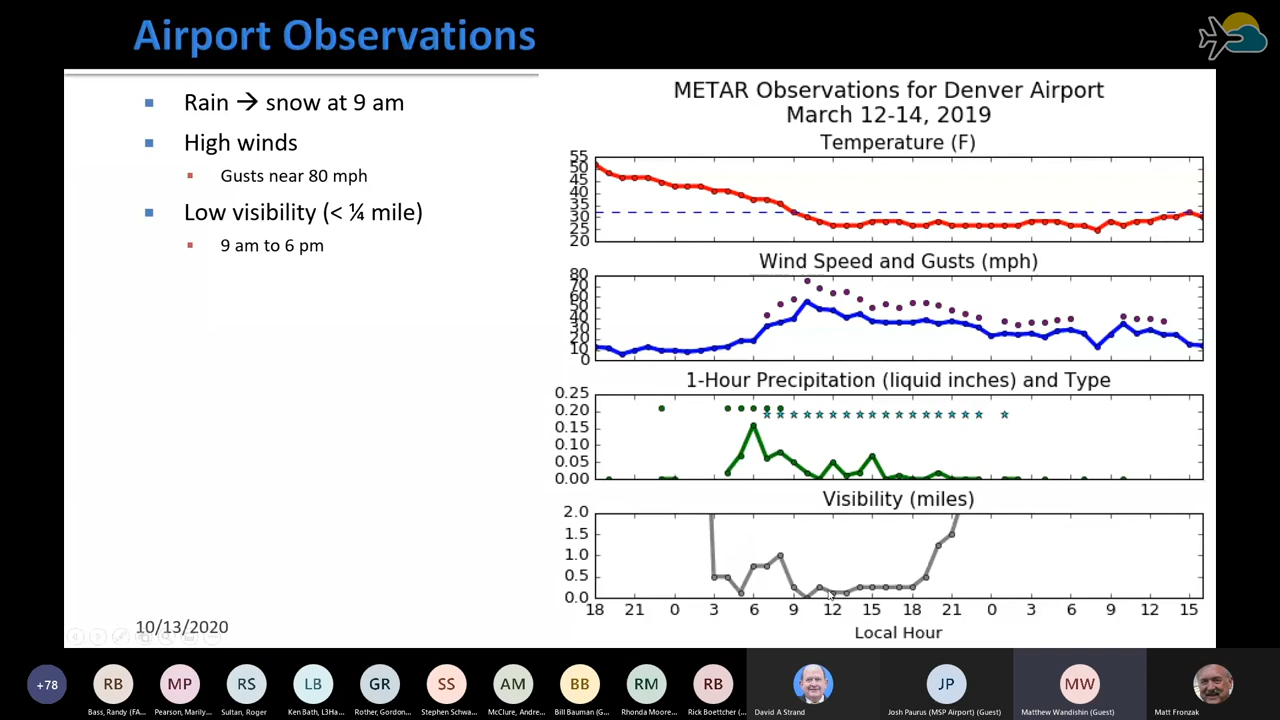 Airport Observations
Rain → snow at 9 am
High winds
Gusts near 80 mph
Low visibility (< ¼ mile)
9 am to 6 pm
10/13/2020
METAR Observations for Denver Airport
March 12-14, 2019
Temperature (F)
55
50
45
40
35
30
25
20
Wind Speed and Gusts (mph)
80
70
60
50
40
30
20
10
0
1-Hour Precipitation (liquid inches) and Type
0.25
0.20
0.15
0.10
0.05
0.00
Visibility (miles)
2.0
1.5
1.0
0.5
0.0
18 21 0 3 6 9 12 15 18 21 0 3 6 9 12 15
Local Hour
+78 RB MP RS LB GR SS AM BB RM RB JP MW
Bass, Randy (FA... Pearson, Marily... Sultan, Roger Ken Bath, L3Ha... Rother, Gordon... Stephen Schwa... McClure, Andre... Bill Bauman (G... Rhonda Moore... Rick Boettcher (... David A Strand Josh Paurus (MSP Airport) (Guest) Matthew Wandishin (Guest) Matt Fronzak